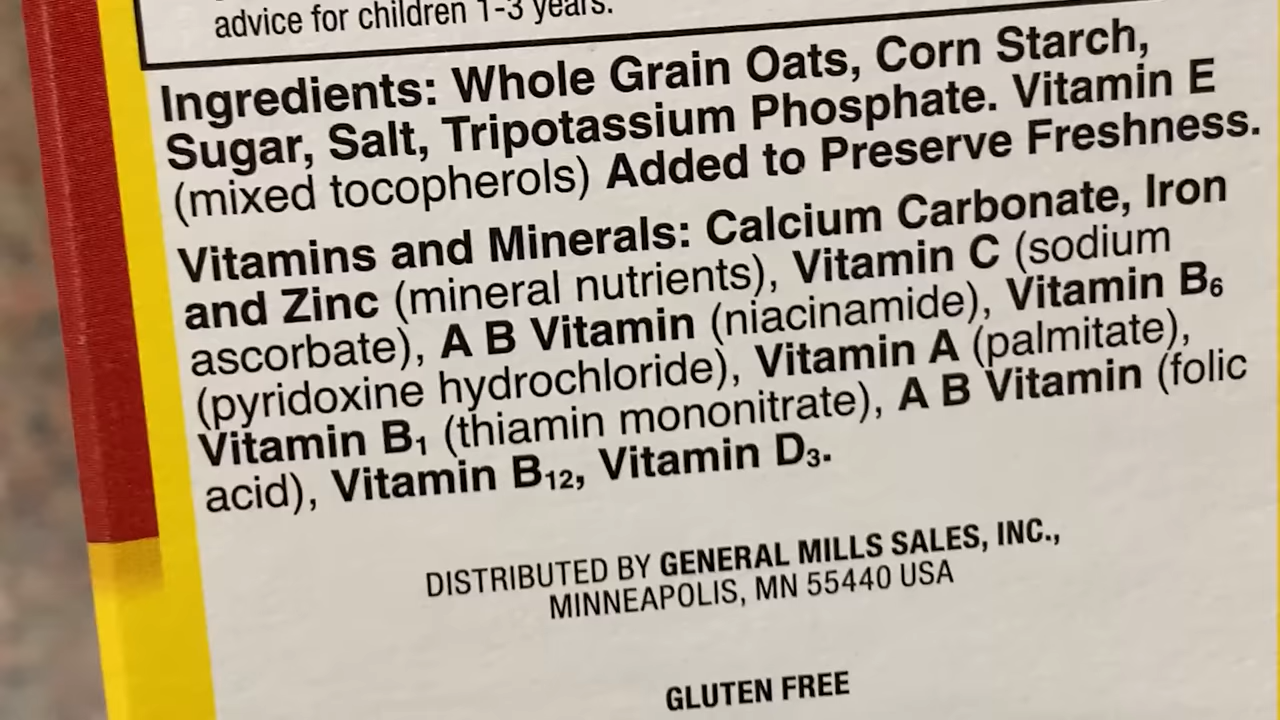 advice for children 1-3 years.
Ingredients: Whole Grain Oats, Corn Starch,
Sugar, Salt, Tripotassium Phosphate. Vitamin E
(mixed tocopherols) Added to Preserve Freshness.
Vitamins and Minerals: Calcium Carbonate, Iron
and Zinc (mineral nutrients), Vitamin C (sodium
ascorbate), A B Vitamin (niacinamide), Vitamin B₆
(pyridoxine hydrochloride), Vitamin A (palmitate),
Vitamin B₁ (thiamin mononitrate), A B Vitamin (folic
acid), Vitamin B₁₂, Vitamin D₃.
DISTRIBUTED BY GENERAL MILLS SALES, INC.,
MINNEAPOLIS, MN 55440 USA
GLUTEN FREE